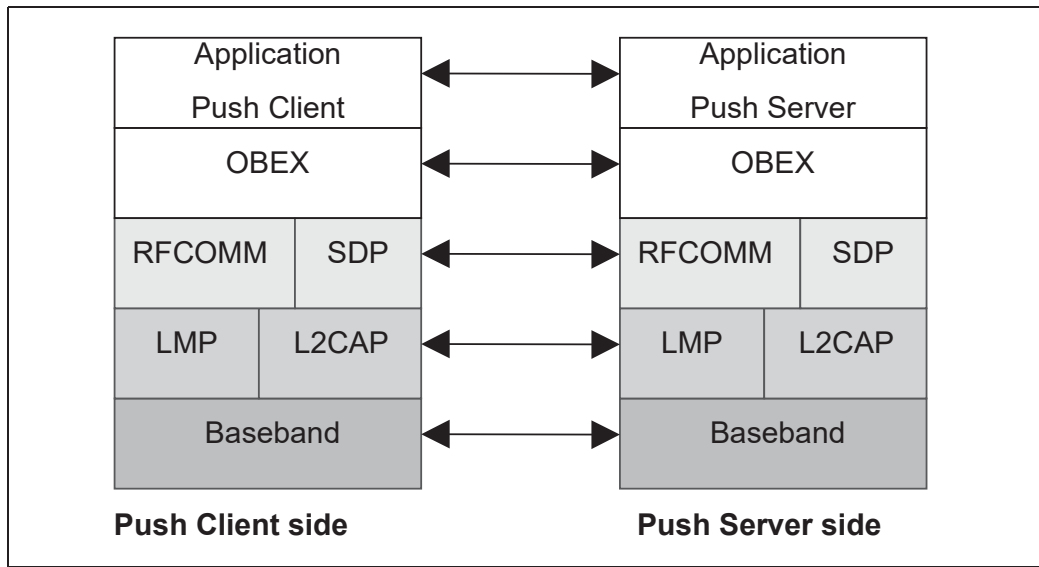 Application
Push Client
OBEX
RFCOMM SDP
LMP L2CAP
Baseband
Push Client side
Application
Push Server
OBEX
RFCOMM SDP
LMP L2CAP
Baseband
Push Server side